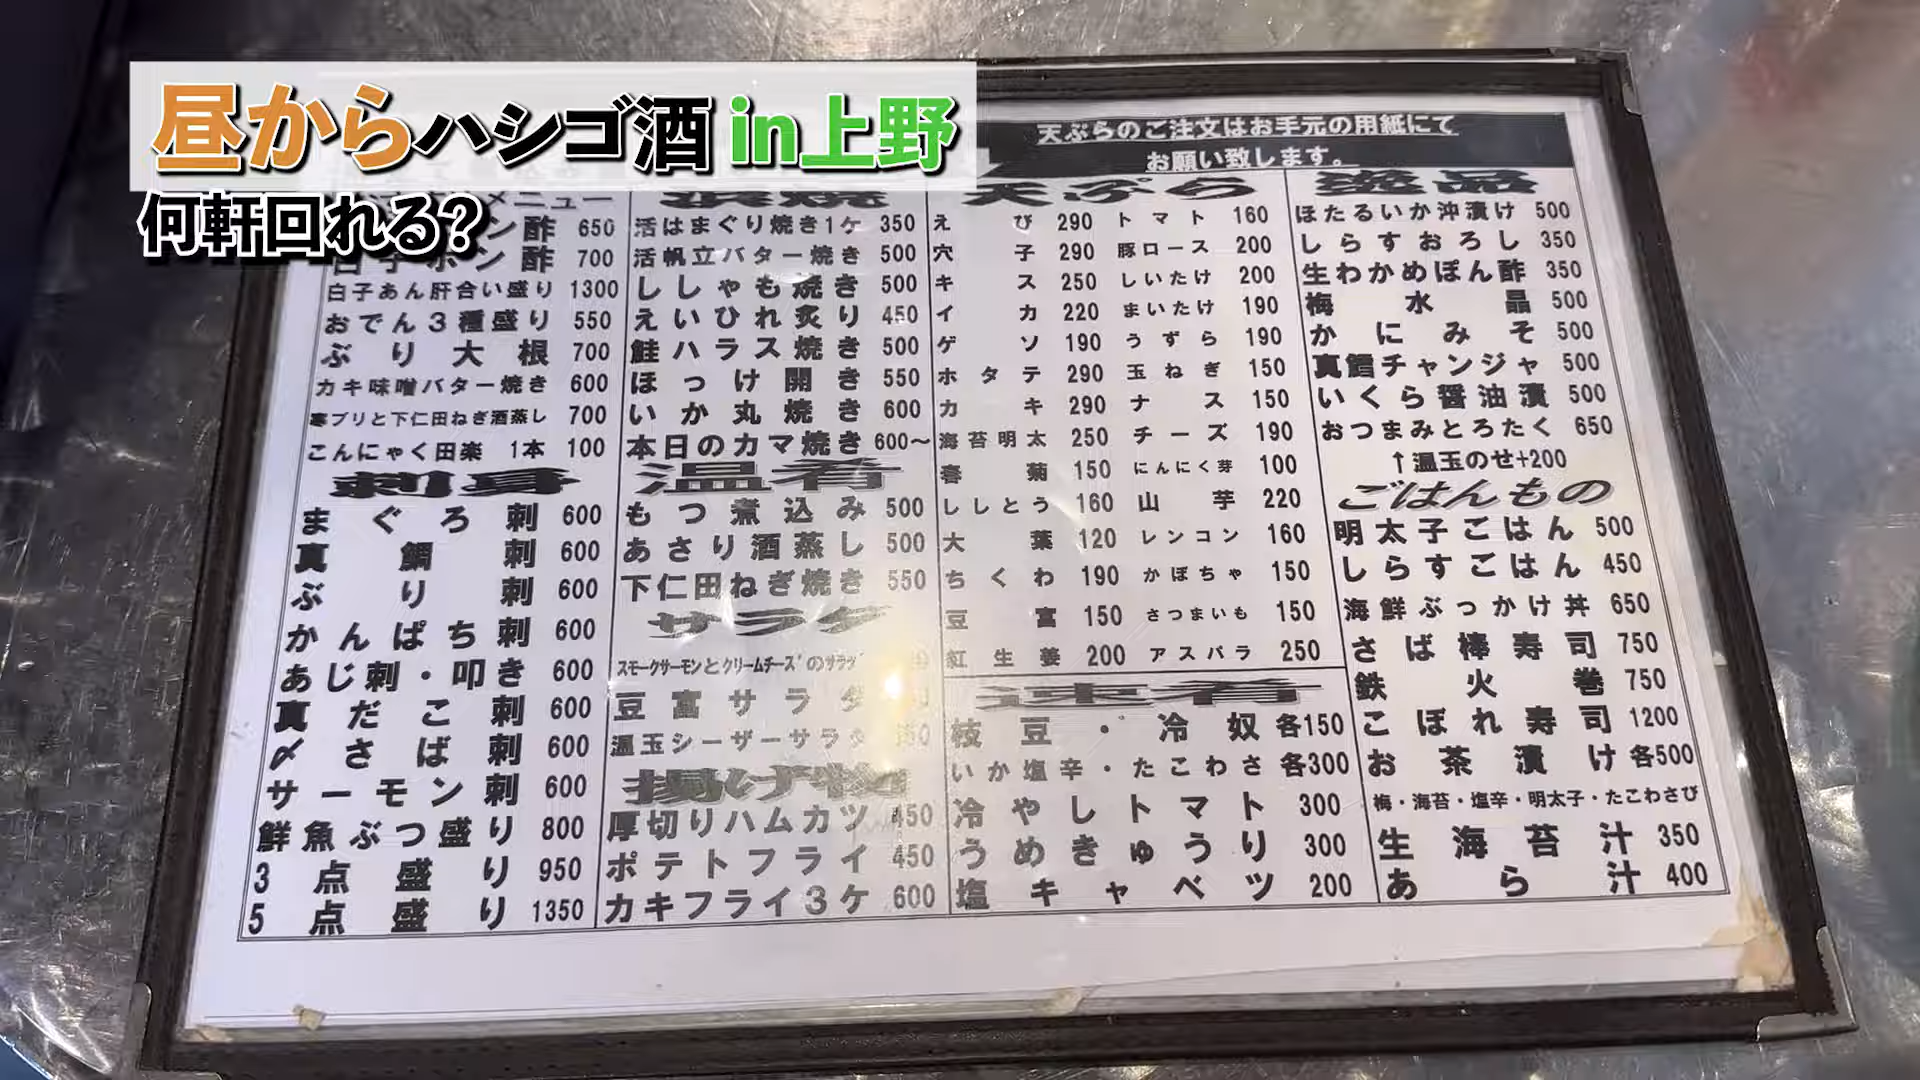 昼からハシゴ酒in上野
何軒回れる?
天ぷらのご注文はお手元の用紙にて
お願い致します。
メニュー
ン酢 650
白子ポン酢 700
白子あん肝合い盛り 1300
おでん3種盛り 550
ぶり大根 700
カキ味噌バター焼き 600
寒ブリと下仁田ねぎ酒蒸し 700
こんにゃく田楽 1本 100
刺身
まぐろ刺 600
真鯛刺 600
ぶり刺 600
かんぱち刺 600
あじ刺・叩き 600
真だこ刺 600
〆さば刺 600
サーモン刺 600
鮮魚ぶつ盛り 800
3点盛り 950
5点盛り 1350
浜焼
活はまぐり焼き1ケ 350
活帆立バター焼き 500
ししゃも焼き 500
えいひれ炙り 450
鮭ハラス焼き 500
ほっけ開き 550
いか丸焼き 600
本日のカマ焼き 600〜
温肴
もつ煮込み 500
あさり酒蒸し 500
下仁田ねぎ焼き 550
サラダ
スモークサーモンとクリームチーズのサラダ
豆富サラダ
温玉シーザーサラダ
揚げ物
厚切りハムカツ 450
ポテトフライ 450
カキフライ3ケ 600
天ぷら
えび 290 トマト 160
穴子 290 豚ロース 200
キス 250 しいたけ 200
イカ 220 まいたけ 190
ゲソ 190 うずら 190
ホタテ 290 玉ねぎ 150
カキ 290 ナス 150
海苔明太 250 チーズ 190
春菊 150 にんにく芽 100
ししとう 160 山芋 220
大葉 120 レンコン 160
ちくわ 190 かぼちゃ 150
豆富 150 さつまいも 150
紅生姜 200 アスパラ 250
速肴
枝豆・冷奴 各150
いか塩辛・たこわさ 各300
冷やしトマト 300
うめきゅうり 300
塩キャベツ 200
逸品
ほたるいか沖漬け 500
しらすおろし 350
生わかめぽん酢 350
梅水晶 500
かにみそ 500
真鱈チャンジャ 500
いくら醤油漬 500
おつまみとろたく 650
↑温玉のせ+200
ごはんもの
明太子ごはん 500
しらすごはん 450
海鮮ぶっかけ丼 650
さば棒寿司 750
鉄火巻 750
こぼれ寿司 1200
お茶漬け 各500
梅・海苔・塩辛・明太子・たこわさび
生海苔汁 350
あら汁 400